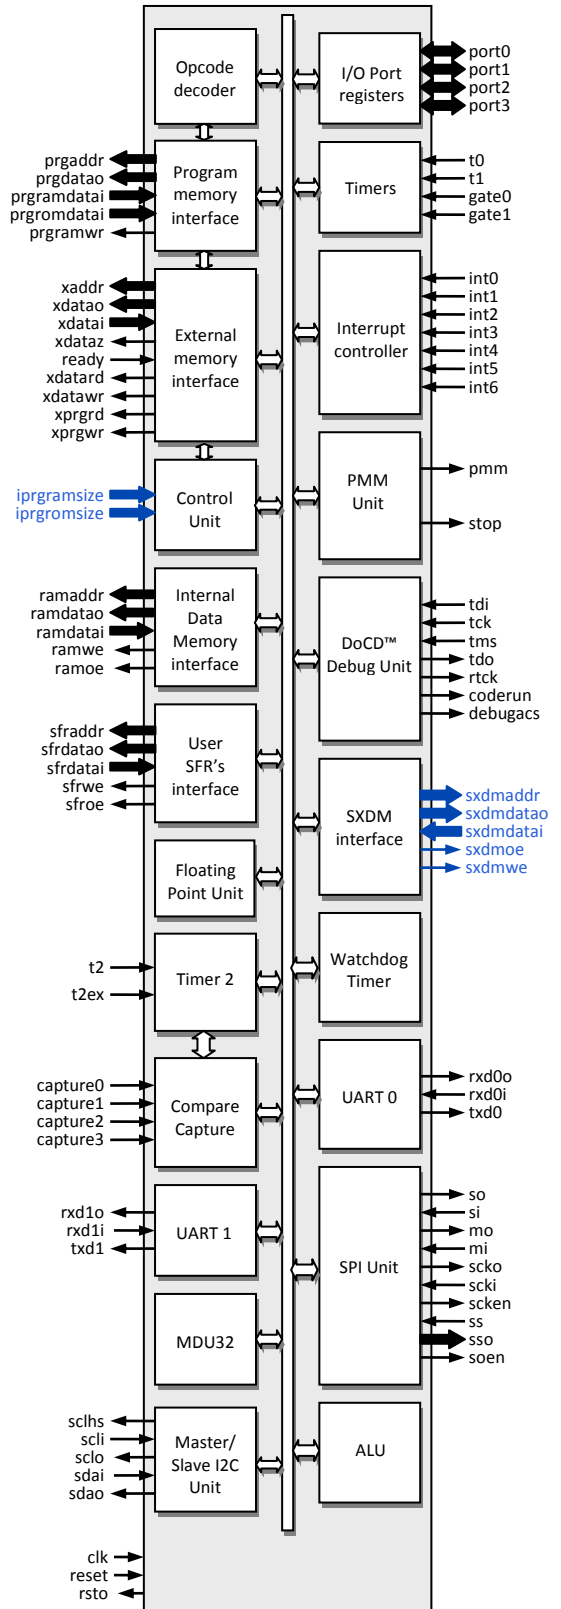 Opcode
decoder
I/O Port
registers
port0
port1
port2
port3
prgaddr
prgdatao
prgramdatai
prgromdatai
prgramwr
Program
memory
interface
Timers
t0
t1
gate0
gate1
xaddr
xdatao
xdatai
xdataz
ready
xdatard
xdatawr
xprgrd
xprgwr
External
memory
interface
Interrupt
controller
int0
int1
int2
int3
int4
int5
int6
iprgramsize
iprgromsize
Control
Unit
PMM
Unit
pmm
stop
ramaddr
ramdatao
ramdatai
ramwe
ramoe
Internal
Data
Memory
interface
DoCD™
Debug Unit
tdi
tck
tms
tdo
rtck
coderun
debugacs
sfraddr
sfrdatao
sfrdatai
sfrwe
sfroe
User
SFR's
interface
SXDM
interface
sxdmaddr
sxdmdatao
sxdmdatai
sxdmoe
sxdmwe
Floating
Point Unit
t2
t2ex
Timer 2
Watchdog
Timer
capture0
capture1
capture2
capture3
Compare
Capture
UART 0
rxd0o
rxd0i
txd0
rxd1o
rxd1i
txd1
UART 1
SPI Unit
so
si
mo
mi
scko
scki
scken
ss
sso
soen
MDU32
sclhs
scli
sclo
sdai
sdao
Master/
Slave I2C
Unit
ALU
clk
reset
rsto